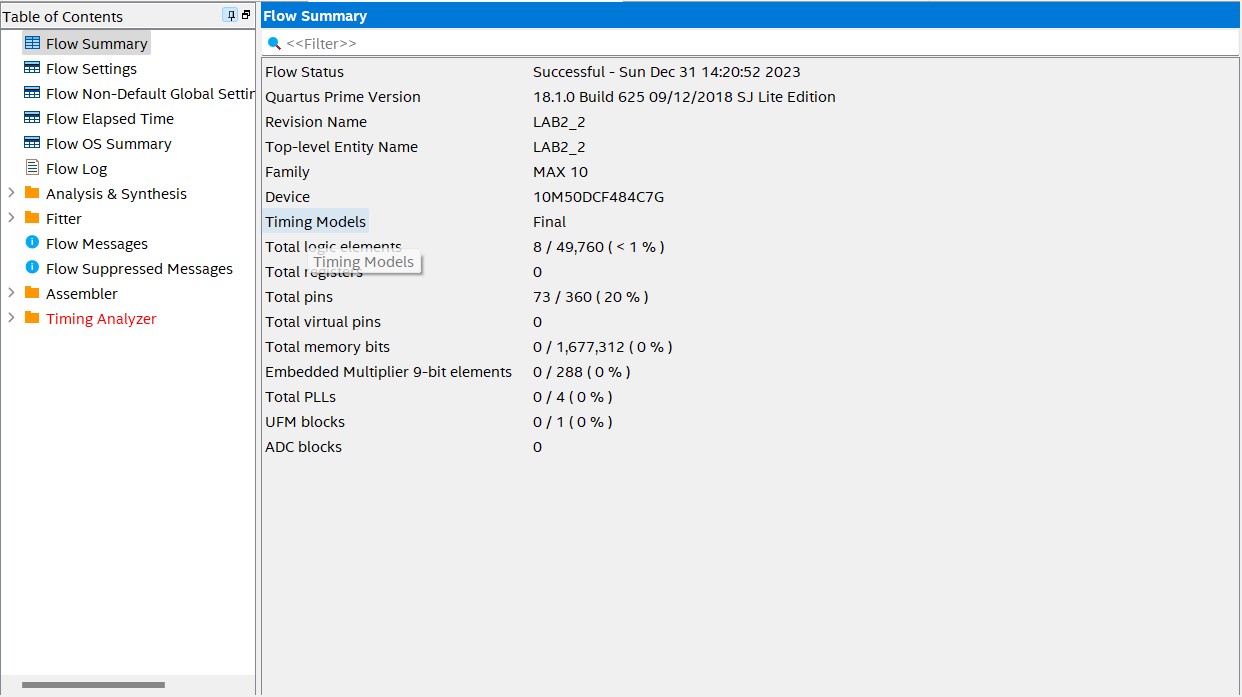 Table of Contents
Flow Summary
Flow Settings
Flow Non-Default Global Settin
Flow Elapsed Time
Flow OS Summary
Flow Log
Analysis & Synthesis
Fitter
Flow Messages
Flow Suppressed Messages
Assembler
Timing Analyzer
Flow Summary
<<Filter>>
Flow Status Successful - Sun Dec 31 14:20:52 2023
Quartus Prime Version 18.1.0 Build 625 09/12/2018 SJ Lite Edition
Revision Name LAB2_2
Top-level Entity Name LAB2_2
Family MAX 10
Device 10M50DCF484C7G
Timing Models Final
Total logic elements 8 / 49,760 ( < 1 % )
Timing Models
Total registers 0
Total pins 73 / 360 ( 20 % )
Total virtual pins 0
Total memory bits 0 / 1,677,312 ( 0 % )
Embedded Multiplier 9-bit elements 0 / 288 ( 0 % )
Total PLLs 0 / 4 ( 0 % )
UFM blocks 0 / 1 ( 0 % )
ADC blocks 0